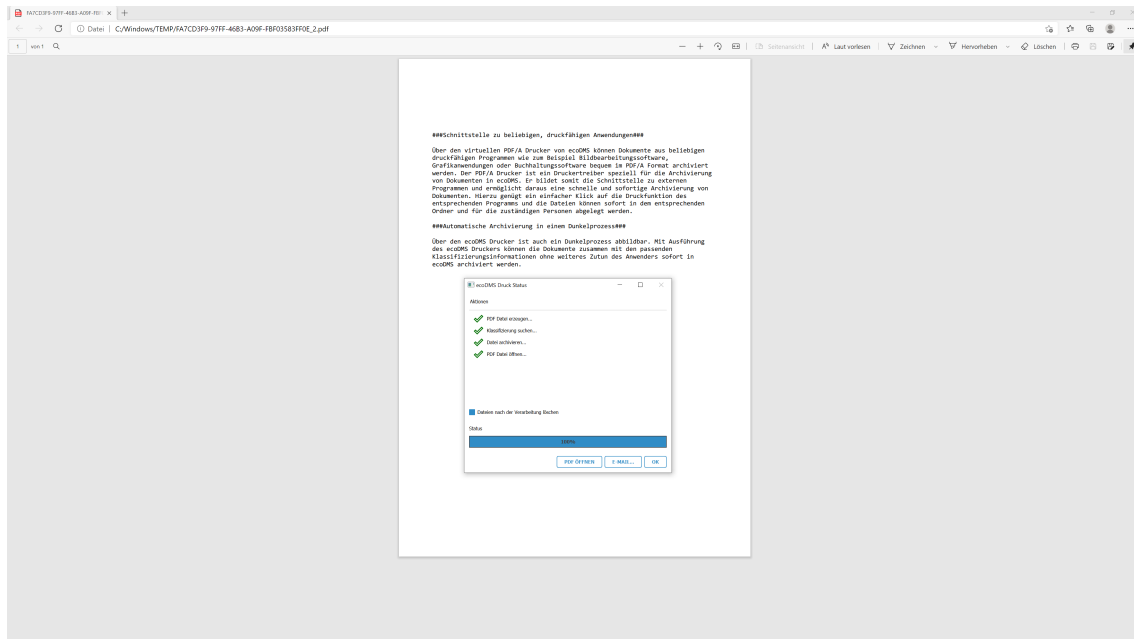 FA7CD3F9-97FF-46B3-A09F-FBF
Datei
C:/Windows/TEMP/FA7CD3F9-97FF-46B3-A09F-FBF03583FF0E_2.pdf
1 von 1
Seitenansicht
Laut vorlesen
Zeichnen
Hervorheben
Löschen
###Schnittstelle zu beliebigen, druckfähigen Anwendungen###
Über den virtuellen PDF/A Drucker von ecoDMS können Dokumente aus beliebigen
druckfähigen Programmen wie zum Beispiel Bildbearbeitungssoftware,
Grafikanwendungen oder Buchhaltungssoftware bequem im PDF/A Format archiviert
werden. Der PDF/A Drucker ist ein Druckertreiber speziell für die Archivierung
von Dokumenten in ecoDMS. Er bildet somit die Schnittstelle zu externen
Programmen und ermöglicht daraus eine schnelle und sofortige Archivierung von
Dokumenten. Hierzu genügt ein einfacher Klick auf die Druckfunktion des
entsprechenden Programms und die Dateien können sofort in dem entsprechenden
Ordner und für die zuständigen Personen abgelegt werden.
###Automatische Archivierung in einem Dunkelprozess###
Über den ecoDMS Drucker ist auch ein Dunkelprozess abbildbar. Mit Ausführung
des ecoDMS Druckers können die Dokumente zusammen mit den passenden
Klassifizierungsinformationen ohne weiteres Zutun des Anwenders sofort in
ecoDMS archiviert werden.
ecoDMS Druck Status
Aktionen
PDF Datei erzeugen...
Klassifizierung suchen...
Datei archivieren...
PDF Datei öffnen...
Dateien nach der Verarbeitung löschen
Status
100%
PDF ÖFFNEN
E-MAIL...
OK